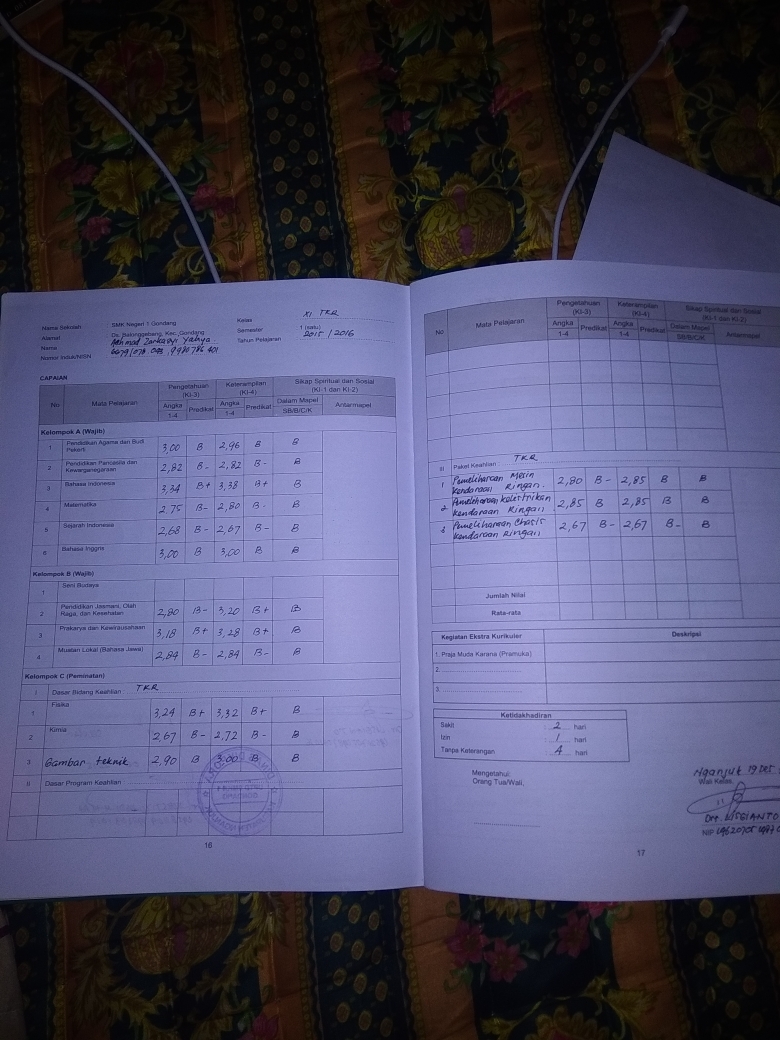 Nama Sekolah SMK Negeri 1 Gondang Kelas XI TKR
Alamat Ds. Balonggebang, Kec. Gondang Semester 1 (satu)
Nama Akhmad Zarkasyi Yahya Tahun Pelajaran 2015 / 2016
Nomor Induk/NISN
CAPAIAN
No Mata Pelajaran Pengetahuan (KI-3) Keterampilan (KI-4) Sikap Spiritual dan Sosial (KI-1 dan KI-2)
Angka Predikat Angka Predikat Dalam Mapel Antarmapel
1-4 1-4 SB/B/C/K
Kelompok A (Wajib)
1 Pendidikan Agama dan Budi Pekerti 3,00 B 2,96 B B
2 Pendidikan Pancasila dan Kewarganegaraan 2,82 B- 2,82 B- B
3 Bahasa Indonesia 3,34 B+ 3,38 B+ B
4 Matematika 2,75 B- 2,80 B- B
5 Sejarah Indonesia 2,68 B- 2,67 B- B
6 Bahasa Inggris 3,00 B 3,00 B B
Kelompok B (Wajib)
1 Seni Budaya
2 Pendidikan Jasmani, Olah Raga, dan Kesehatan 2,80 B- 3,20 B+ B
3 Prakarya dan Kewirausahaan 3,18 B+ 3,28 B+ B
4 Muatan Lokal (Bahasa Jawa) 2,84 B- 2,84 B- B
Kelompok C (Peminatan)
I Dasar Bidang Keahlian : TKR
1 Fisika 3,24 B+ 3,32 B+ B
2 Kimia 2,67 B- 2,72 B- B
3 Gambar teknik 2,90 B 3,00 B B
II Dasar Program Keahlian :
16
No Mata Pelajaran Pengetahuan (KI-3) Keterampilan (KI-4) Sikap Spiritual dan Sosial (KI-1 dan KI-2)
Angka Predikat Angka Predikat Dalam Mapel Antarmapel
1-4 1-4 SB/B/C/K
III Paket Keahlian : TKR
1 Pemeliharaan Mesin Kendaraan Ringan. 2,80 B- 2,85 B B
2 Pemeliharaan Kelistrikan Kendaraan Ringan 2,85 B 2,85 B B
3 Pemeliharaan Chasis Kendaraan Ringan 2,67 B- 2,67 B- B
Jumlah Nilai
Rata-rata
Kegiatan Ekstra Kurikuler Deskripsi
1. Praja Muda Karana (Pramuka)
2.
3.
Ketidakhadiran
Sakit : 2 hari
Izin : 1 hari
Tanpa Keterangan : 4 hari
Mengetahui:
Orang Tua/Wali,
Nganjuk 19 Des
Wali Kelas
NIP
17